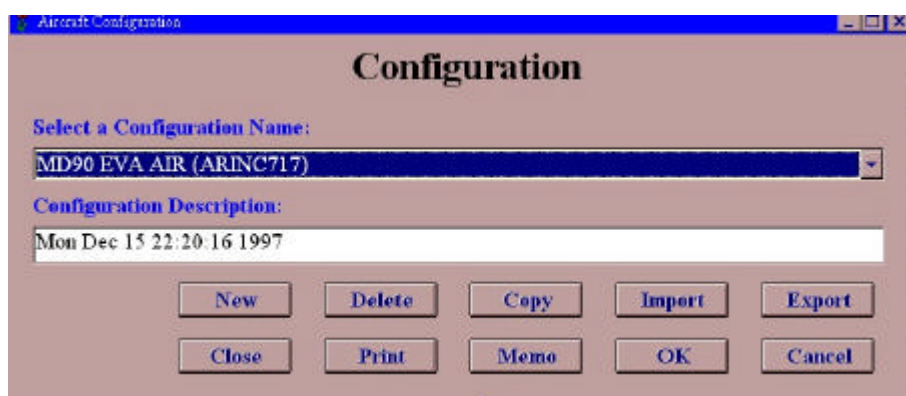 Aircraft Configuration
Configuration
Select a Configuration Name:
MD90 EVA AIR (ARINC717)
Configuration Description:
Mon Dec 15 22:20:16 1997
New Delete Copy Import Export
Close Print Memo OK Cancel